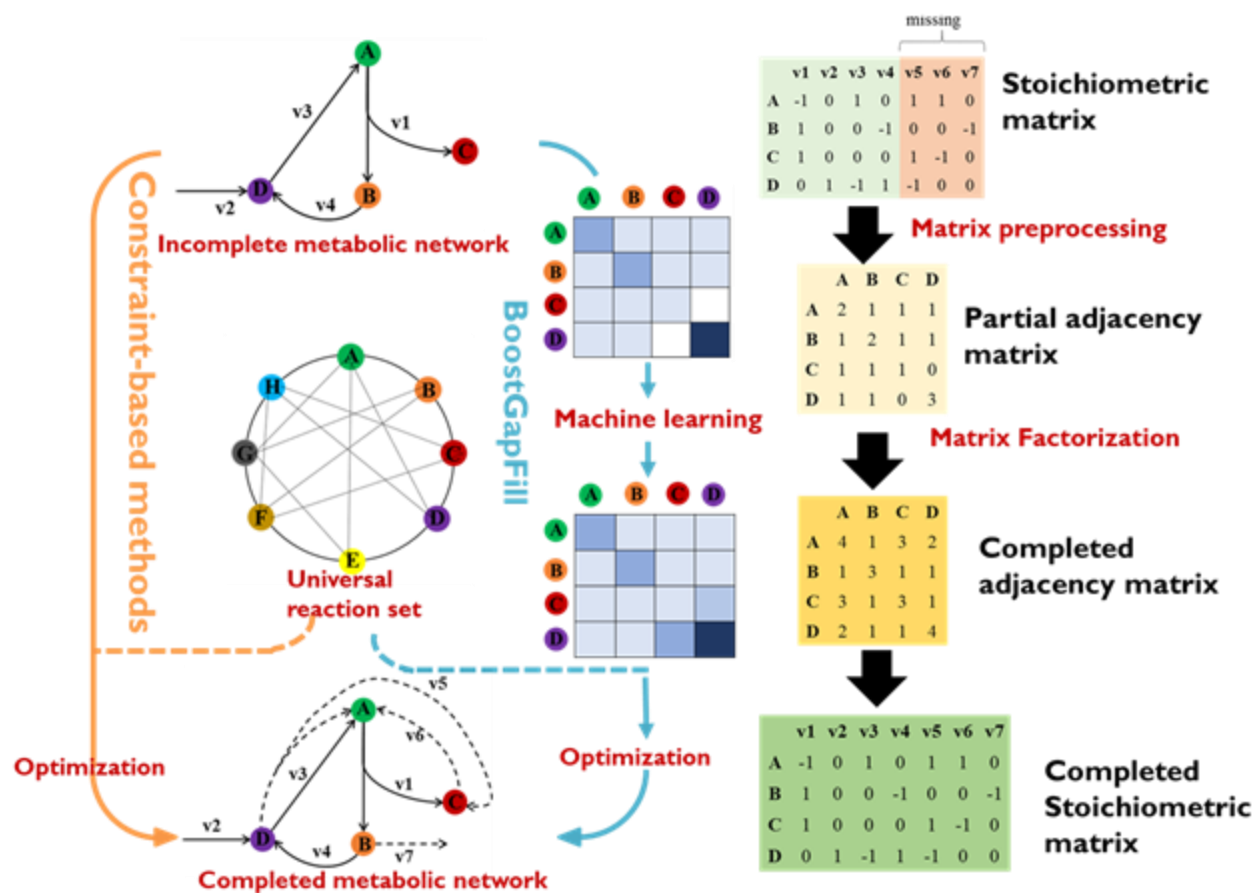 A
v3
v1
C
D
v2
v4
B
Incomplete metabolic network
Constraint-based methods
A
H
B
G
C
F
D
E
Universal
reaction set
BoostGapFill
A B C D
A
B
C
D
Machine learning
A B C D
A
B
C
D
Optimization
Optimization
v5
A
v6
v3
v1
C
v2
D
v4
B
v7
Completed metabolic network
missing
v1 v2 v3 v4 v5 v6 v7
A -1 0 1 0 1 1 0
B 1 0 0 -1 0 0 -1
C 1 0 0 0 1 -1 0
D 0 1 -1 1 -1 0 0
Stoichiometric
matrix
Matrix preprocessing
A B C D
A 2 1 1 1
B 1 2 1 1
C 1 1 1 0
D 1 1 0 3
Partial adjacency
matrix
Matrix Factorization
A B C D
A 4 1 3 2
B 1 3 1 1
C 3 1 3 1
D 2 1 1 4
Completed
adjacency matrix
v1 v2 v3 v4 v5 v6 v7
A -1 0 1 0 1 1 0
B 1 0 0 -1 0 0 -1
C 1 0 0 0 1 -1 0
D 0 1 -1 1 -1 0 0
Completed
Stoichiometric
matrix